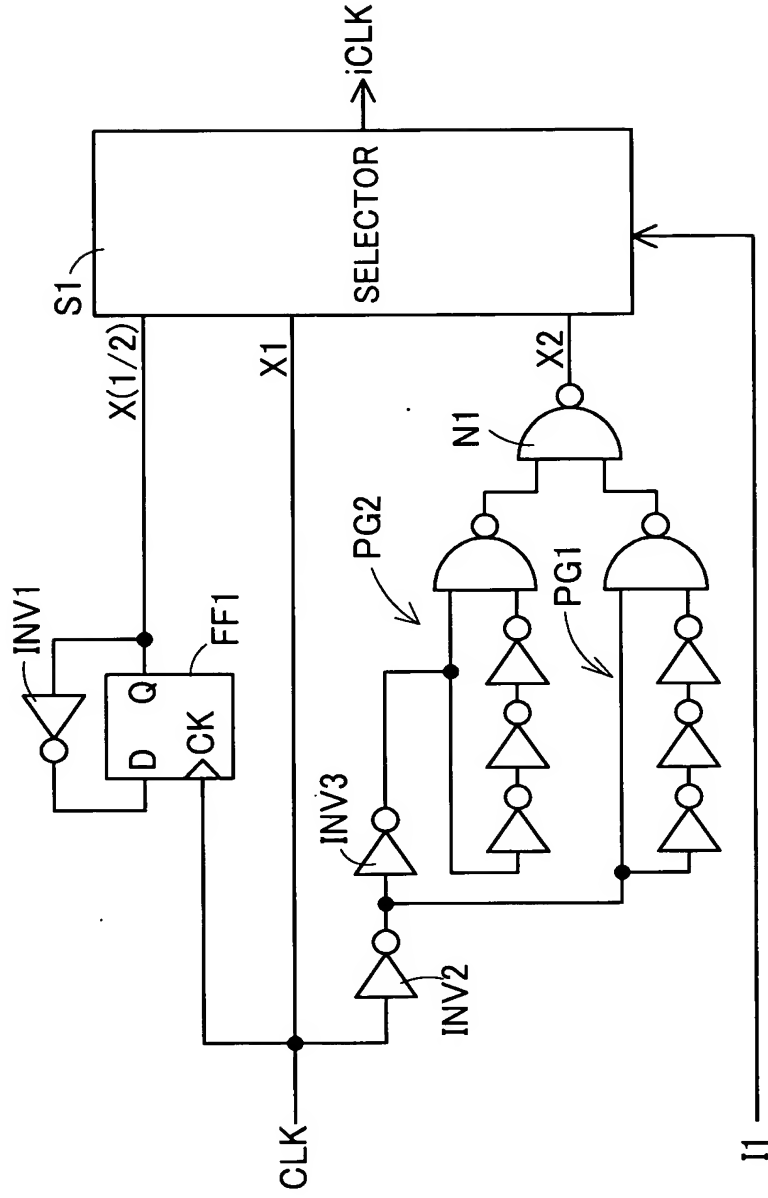 INV1
D
Q
CK
FF1
S1
X(1/2)
X1
SELECTOR
iCLK
CLK
INV2
INV3
PG2
PG1
N1
X2
I1